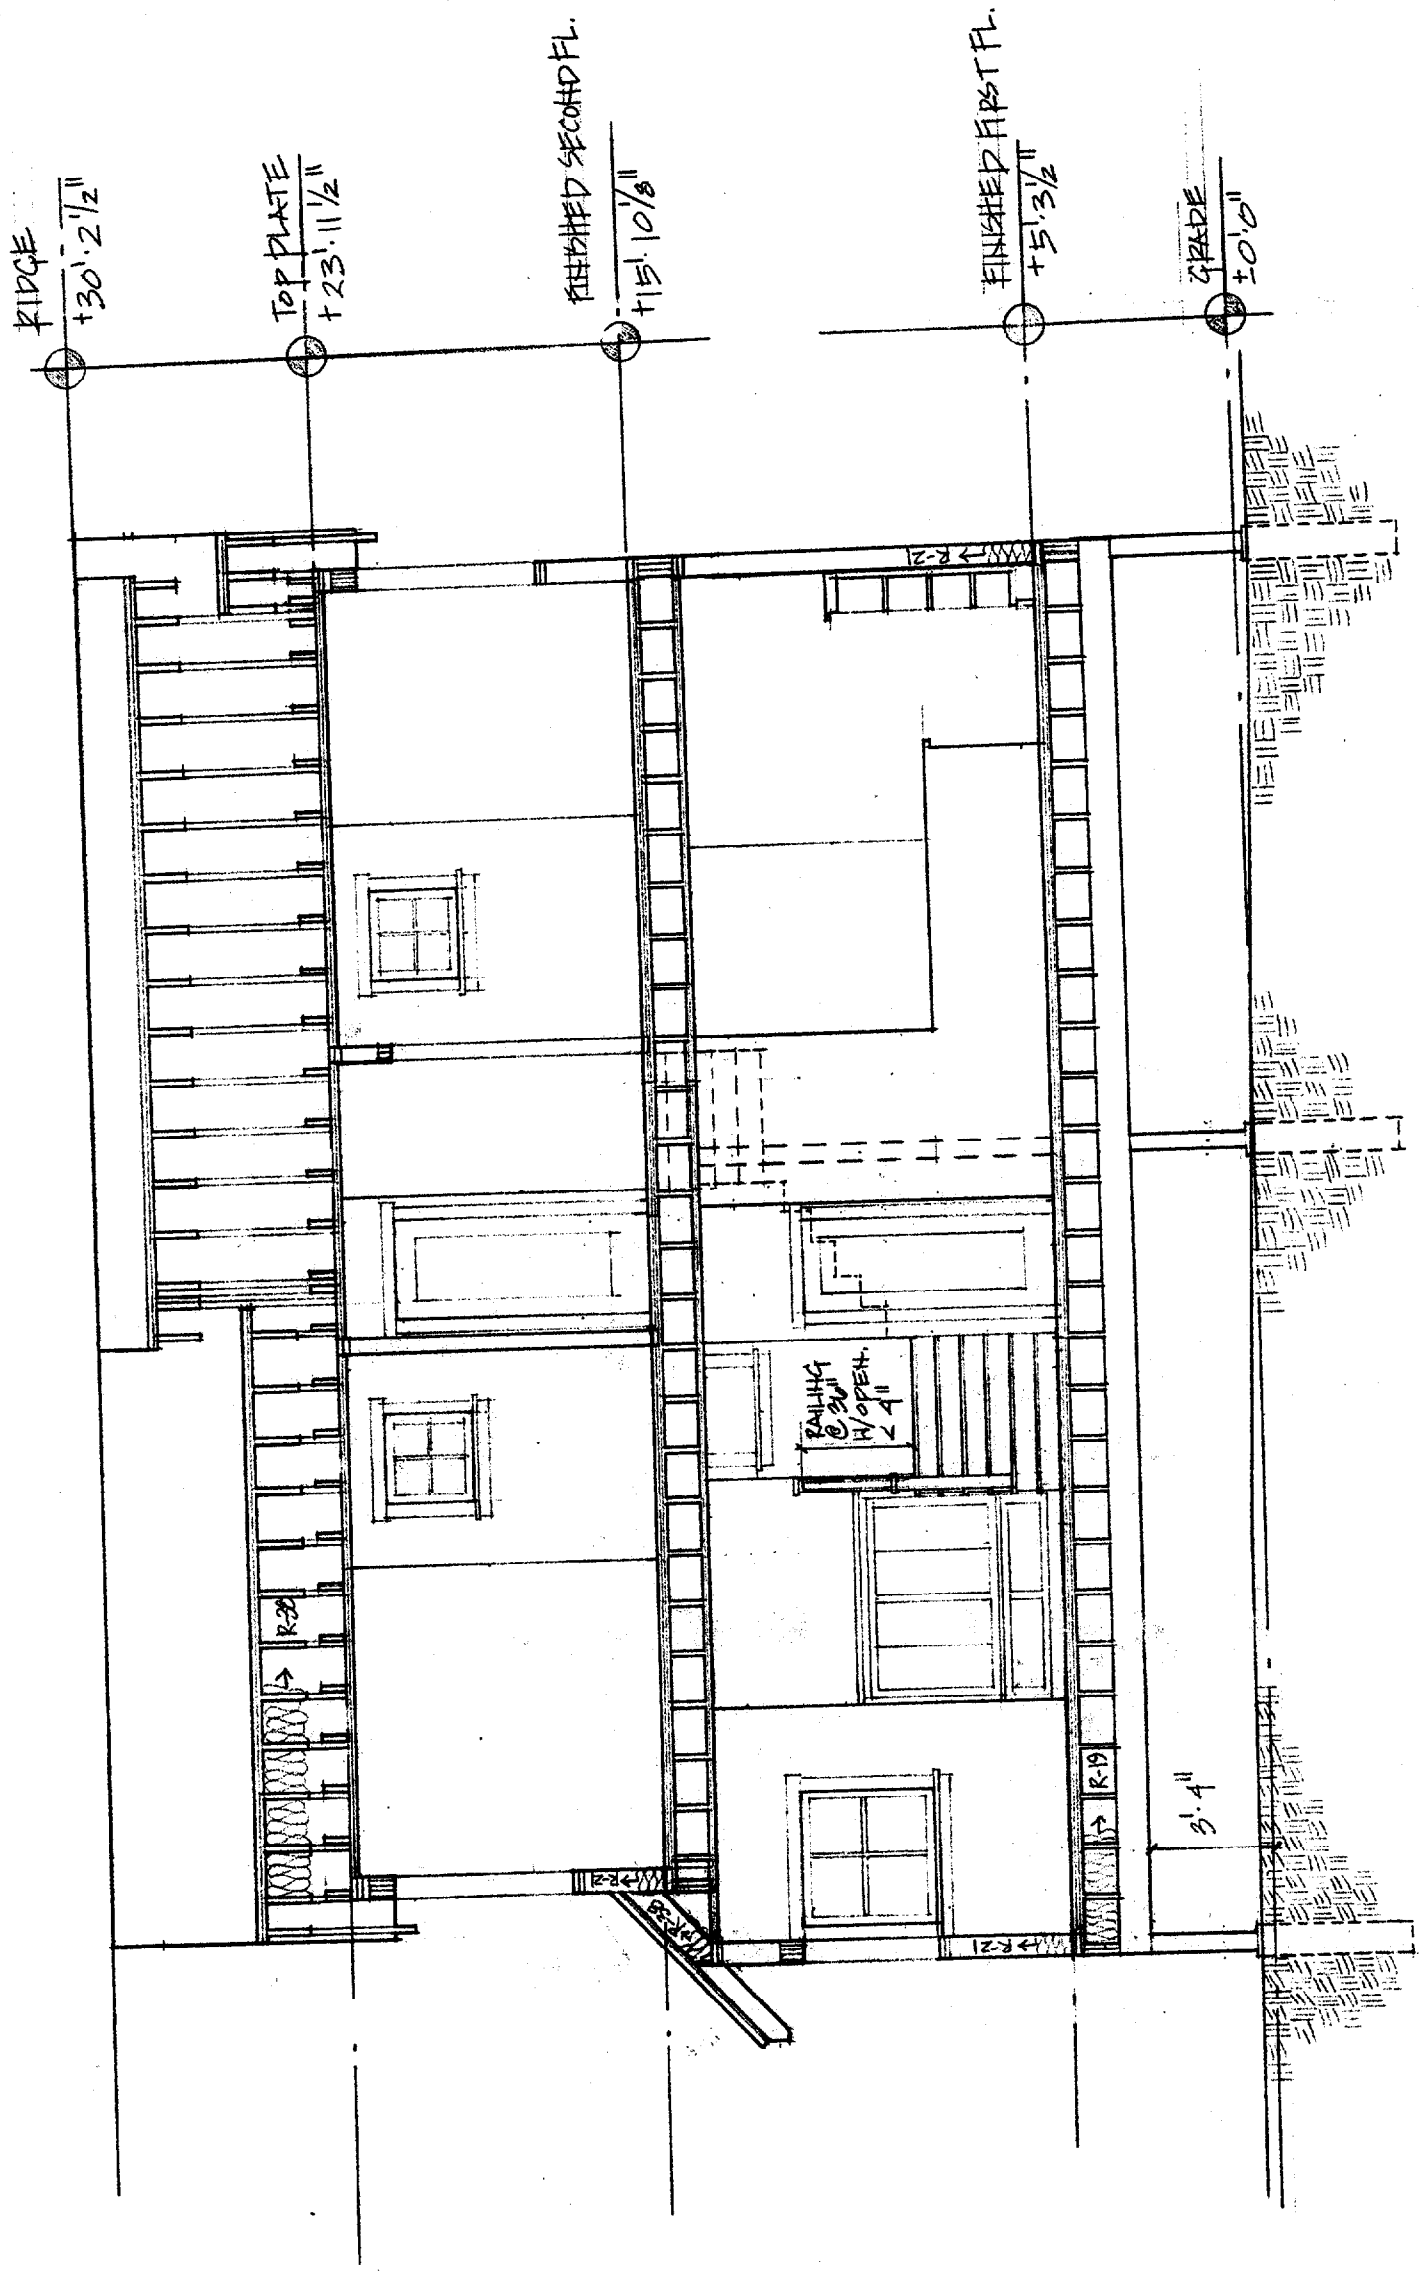 RIDGE
+30'-2 1/2"
TOP PLATE
+23'-11 1/2"
FINISHED SECOND FL.
+15'-10 1/8"
FINISHED FIRST FL.
+5'-3 1/2"
GRADE
±0'-0"
R-21
RAILING
@ 36"
W/OPEN.
< 4"
R-21
R-38
R-21
R-19
3'-4"